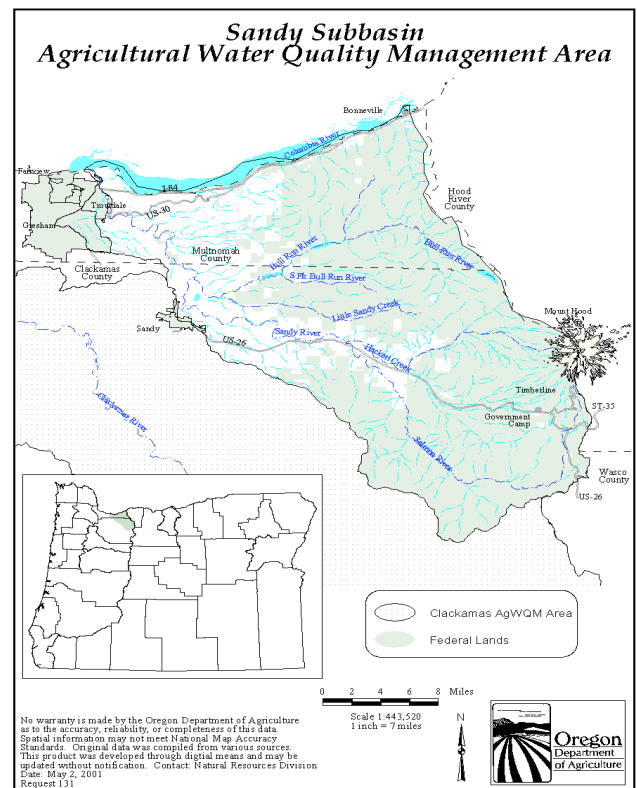 Sandy Subbasin
Agricultural Water Quality Management Area
Bonneville
Columbia River
Fairview
I-84
Troutdale
US-30
Hood
River
County
Gresham
Multnomah
County
Bull Run River
Bull Run River
Clackamas
County
S Fk Bull Run River
Little Sandy Creek
Mount Hood
Sandy
Sandy River
US-26
Hackett Creek
Timberline
ST-35
Clackamas River
Government
Camp
Salmon River
Wasco
County
US-26
Clackamas AgWQM Area
Federal Lands
0 2 4 6 8 Miles
Scale 1:443,520
1 inch = 7 miles
N
No warranty is made by the Oregon Department of Agriculture
as to the accuracy, reliability, or completeness of this data.
Spatial information may not meet National Map Accuracy
Standards. Original data was compiled from various sources.
This product was developed through digtial means and may be
updated without notification. Contact: Natural Resources Division
Date: May 2, 2001
Request 131
Oregon
Department
of Agriculture